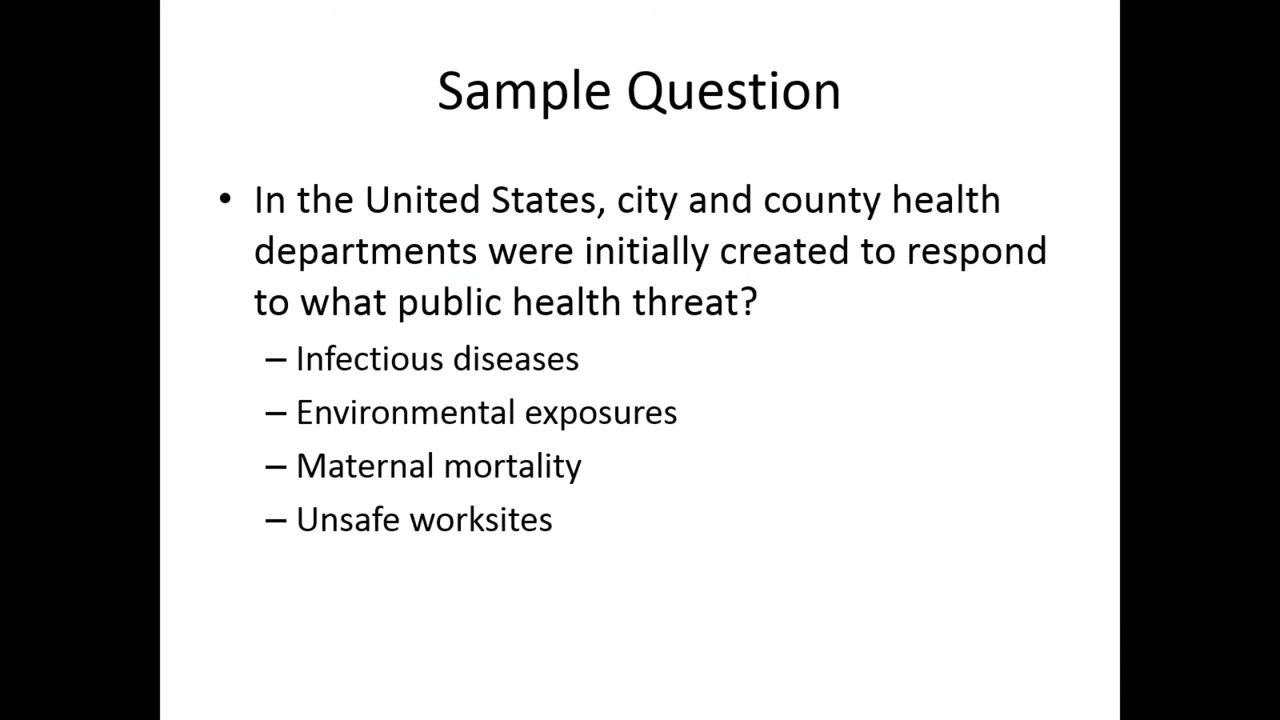 Sample Question
• In the United States, city and county health
departments were initially created to respond
to what public health threat?
– Infectious diseases
– Environmental exposures
– Maternal mortality
– Unsafe worksites